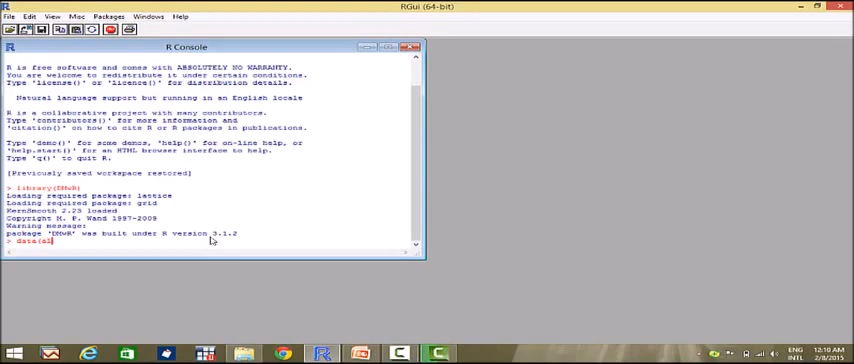 RGui (64-bit)
File Edit View Misc Packages Windows Help
R Console
R is free software and comes with ABSOLUTELY NO WARRANTY.
You are welcome to redistribute it under certain conditions.
Type 'license()' or 'licence()' for distribution details.
Natural language support but running in an English locale
R is a collaborative project with many contributors.
Type 'contributors()' for more information and
'citation()' on how to cite R or R packages in publications.
Type 'demo()' for some demos, 'help()' for on-line help, or
'help.start()' for an HTML browser interface to help.
Type 'q()' to quit R.
[Previously saved workspace restored]
> library(DMwR)
Loading required package: lattice
Loading required package: grid
KernSmooth 2.23 loaded
Copyright M. P. Wand 1997-2009
Warning message:
package 'DMwR' was built under R version 3.1.2
> data(al
ENG 12:10 AM
INTL 2/8/2015